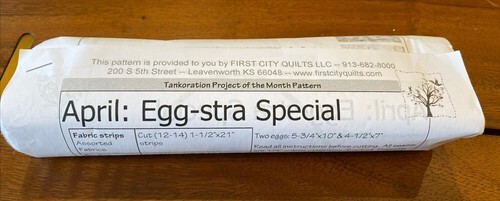 This pattern is provided to you by FIRST CITY QUILTS LLC -- 913-682-8000
200 S 5th Street -- Leavenworth KS 66048 -- www.firstcityquilts.com
Tankoration Project of the Month Pattern
April: Egg-stra Special
Fabric strips Cut (12-14) 1-1/2"x21" Two eggs: 5-3/4"x10" & 4-1/2"x7"
Assorted strips
Fabrics Read all instructions before cutting. All